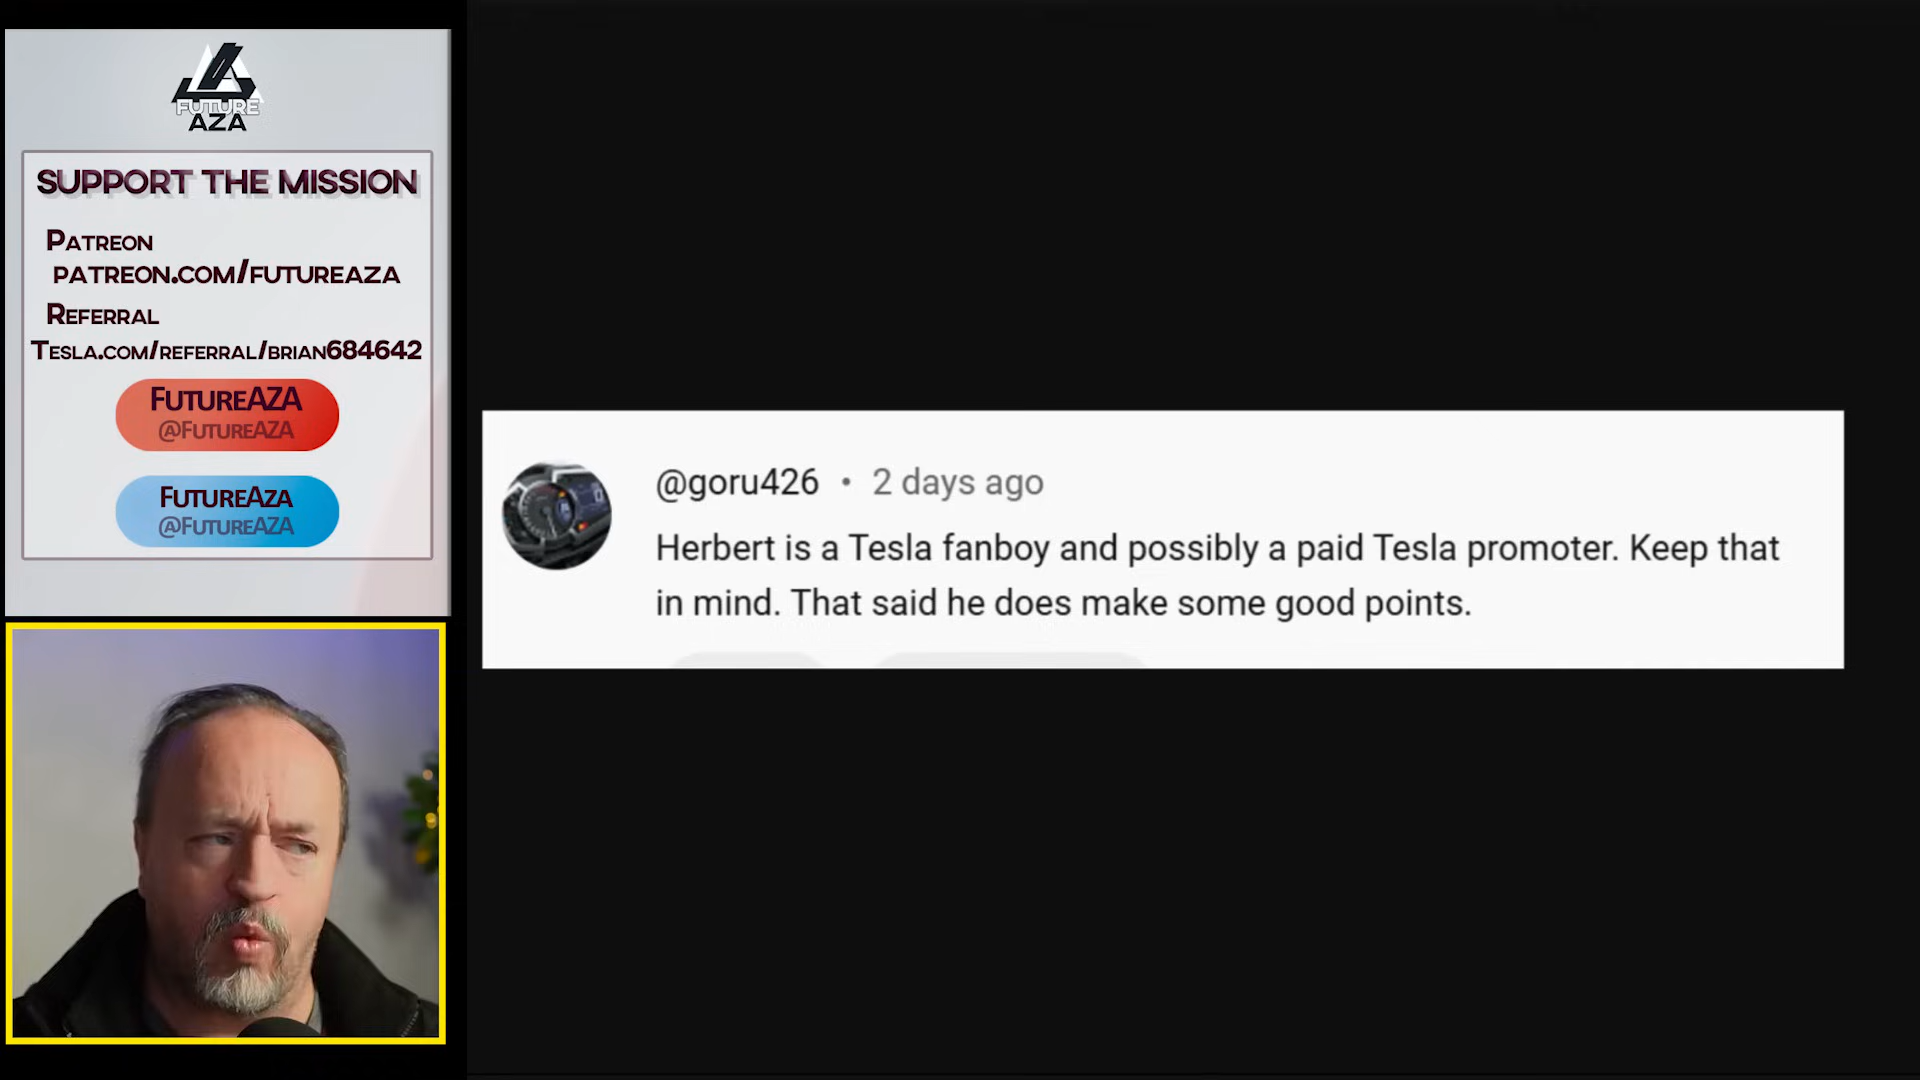 FUTURE
AZA
SUPPORT THE MISSION
PATREON
PATREON.COM/FUTUREAZA
REFERRAL
TESLA.COM/REFERRAL/BRIAN684642
FUTUREAZA
@FUTUREAZA
FUTUREAZA
@FUTUREAZA
@goru426 • 2 days ago
Herbert is a Tesla fanboy and possibly a paid Tesla promoter. Keep that
in mind. That said he does make some good points.